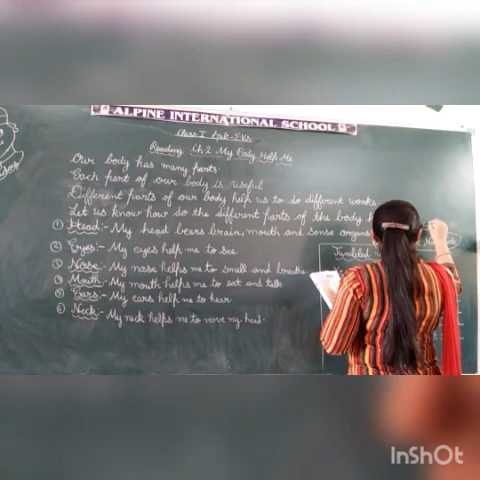 ALPINE INTERNATIONAL SCHOOL
Class I
Reading Ch.2 My Body Help Me
Our body has many parts.
Each part of our body is useful
Different parts of our body help us to do different works
Let us know how do the different parts of the body
① Head:- My head bears brain, mouth and sense organs
② Eyes:- My eyes help me to see.
③ Nose:- My nose helps me to smell and breathe
④ Mouth:- My mouth helps me to eat and talk.
⑤ Ears:- My ears help me to hear
⑥ Neck:- My neck helps me to move my head.
Jumbled
InShOt